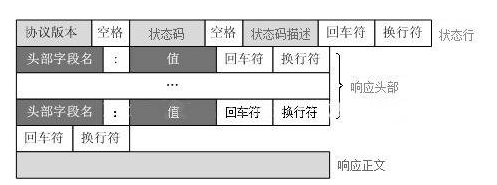 协议版本 空格 状态码 空格 状态码描述 回车符 换行符 状态行
头部字段名 : 值 回车符 换行符
...
响应头部
头部字段名 : 值 回车符 换行符
回车符 换行符
响应正文